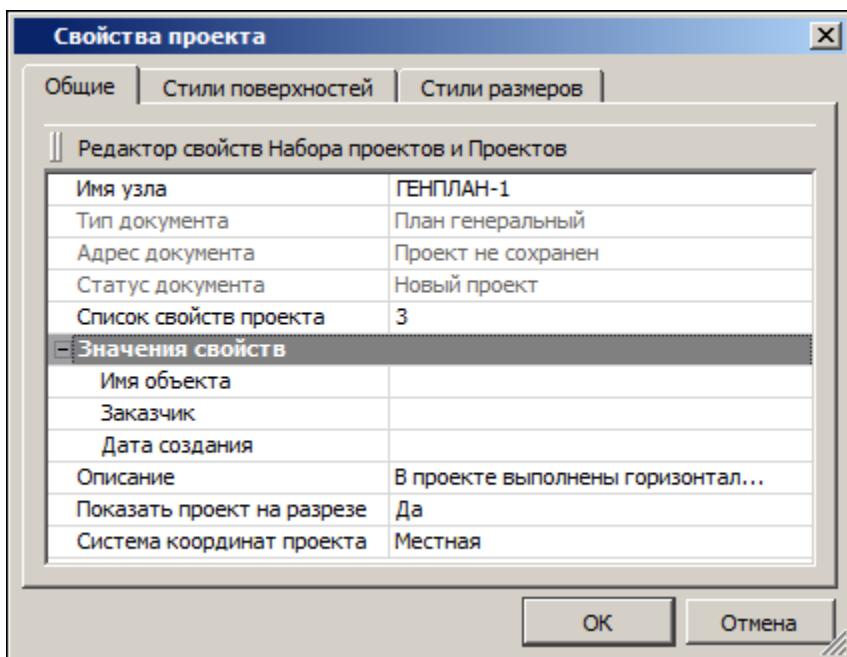 Свойства проекта
Общие Стили поверхностей Стили размеров
Редактор свойств Набора проектов и Проектов
Имя узла ГЕНПЛАН-1
Тип документа План генеральный
Адрес документа Проект не сохранен
Статус документа Новый проект
Список свойств проекта 3
Значения свойств
Имя объекта
Заказчик
Дата создания
Описание В проекте выполнены горизонтал...
Показать проект на разрезе Да
Система координат проекта Местная
ОК Отмена